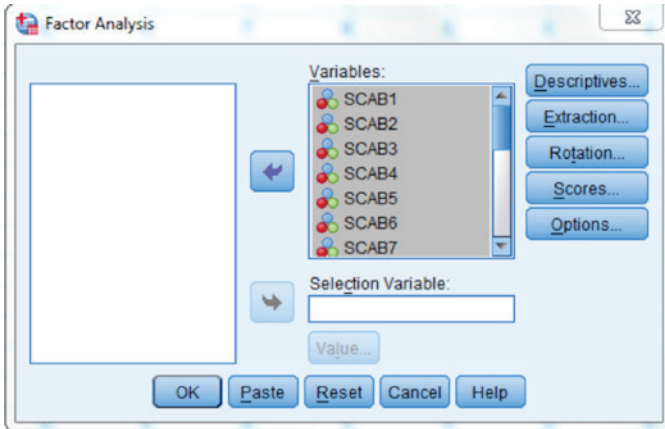 Factor Analysis
Variables:
SCAB1
SCAB2
SCAB3
SCAB4
SCAB5
SCAB6
SCAB7
Descriptives...
Extraction...
Rotation...
Scores...
Options...
Selection Variable:
Value...
OK
Paste
Reset
Cancel
Help